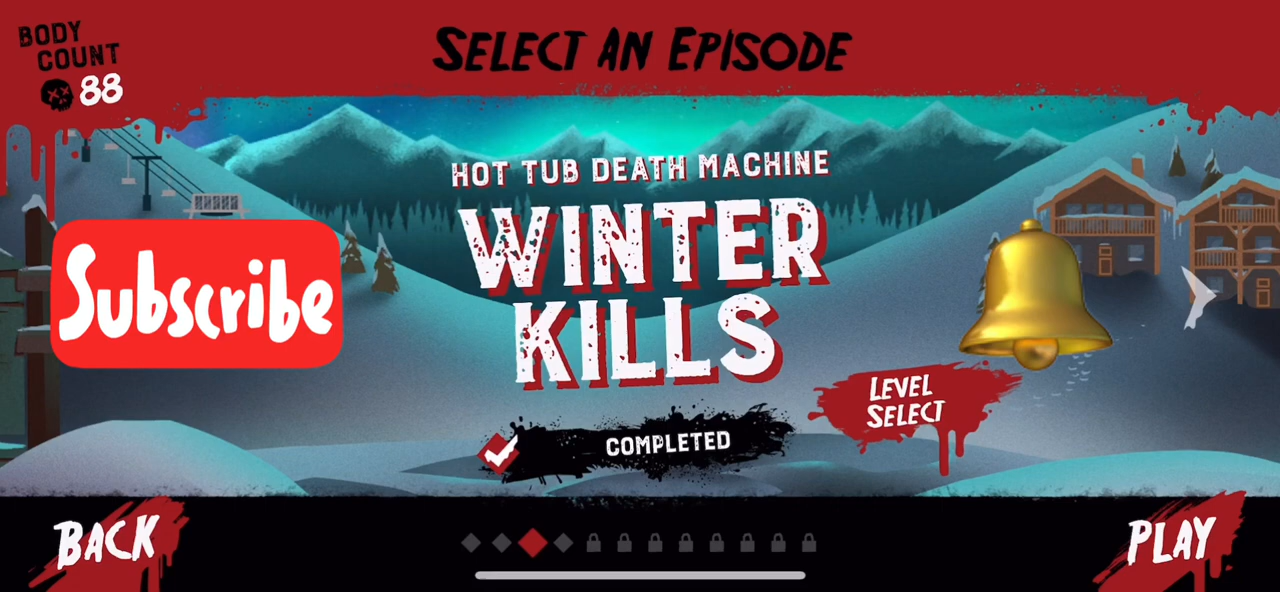 BODY
COUNT
88
SELECT AN EPISODE
HOT TUB DEATH MACHINE
WINTER
KILLS
Subscribe
LEVEL
SELECT
COMPLETED
BACK
PLAY